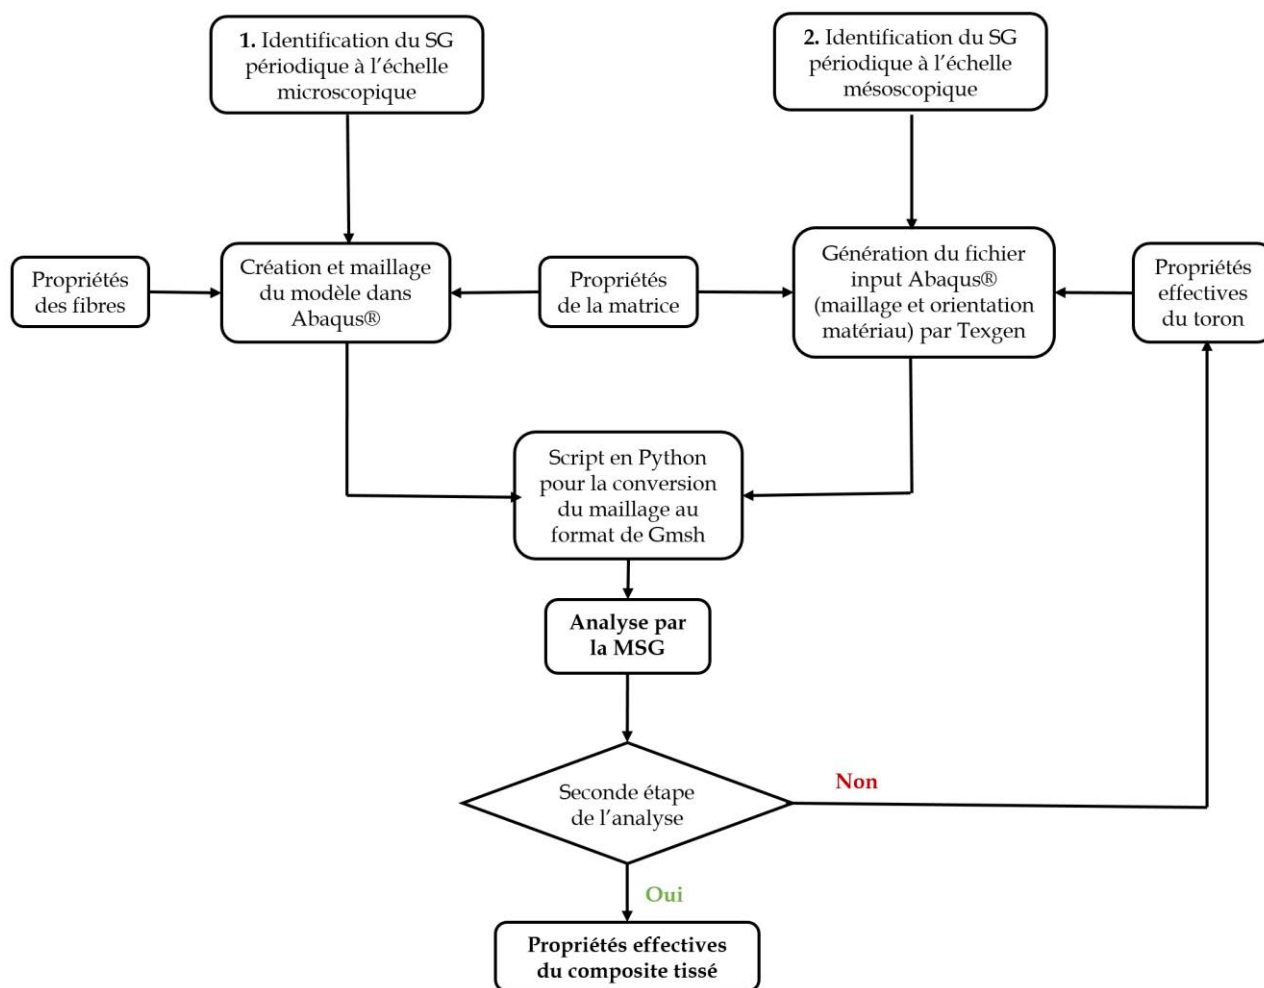 1. Identification du SG
périodique à l’échelle
microscopique
2. Identification du SG
périodique à l’échelle
mésoscopique
Propriétés
des fibres
Création et maillage
du modèle dans
Abaqus®
Propriétés
de la matrice
Génération du fichier
input Abaqus®
(maillage et orientation
matériau) par Texgen
Propriétés
effectives
du toron
Script en Python
pour la conversion
du maillage au
format de Gmsh
Analyse par
la MSG
Seconde étape
de l’analyse
Non
Oui
Propriétés effectives
du composite tissé